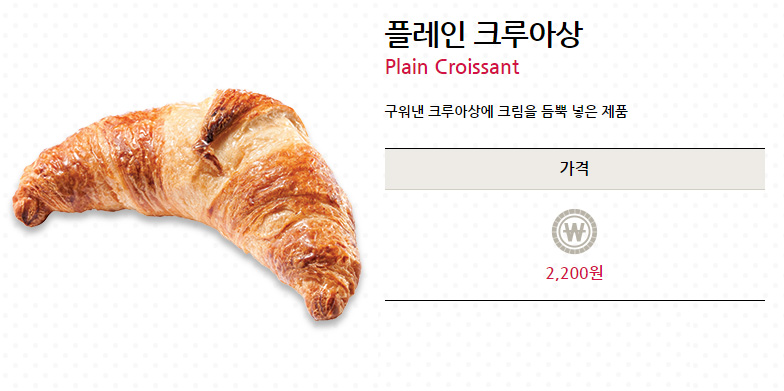 플레인 크루아상
Plain Croissant
구워낸 크루아상에 크림을 듬뿍 넣은 제품
가격
₩
2,200원